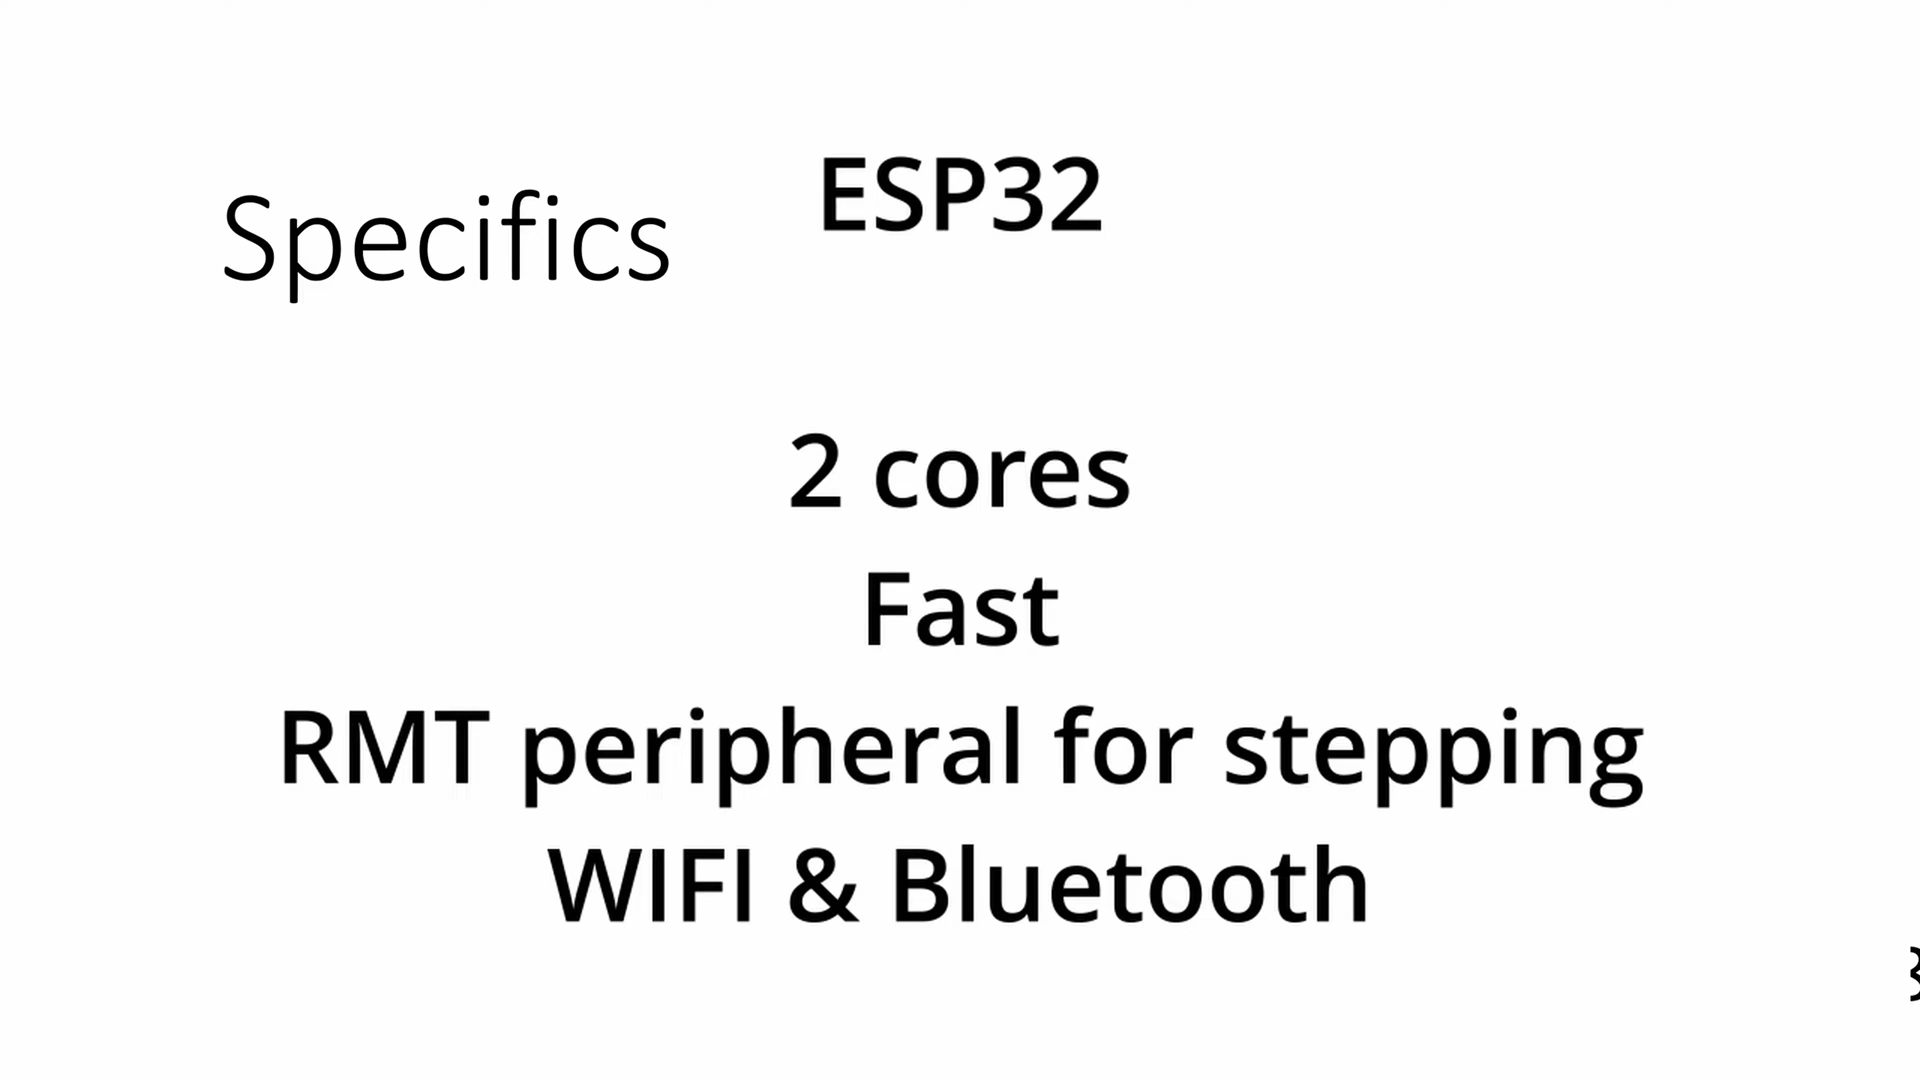 Specifics
ESP32
2 cores
Fast
RMT peripheral for stepping
WIFI & Bluetooth